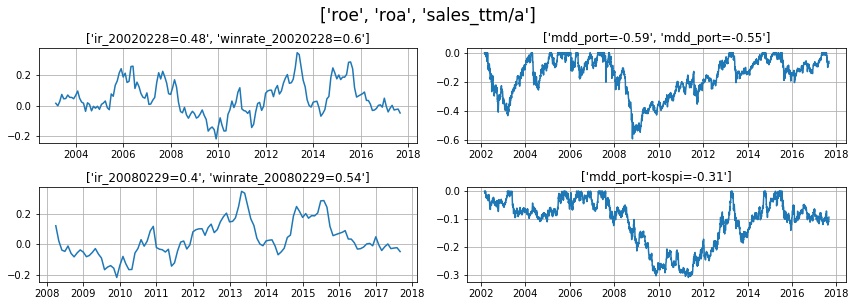 ['roe', 'roa', 'sales_ttm/a']
['ir_20020228=0.48', 'winrate_20020228=0.6']
0.2
0.0
−0.2
2004 2006 2008 2010 2012 2014 2016 2018
['mdd_port=-0.59', 'mdd_port=-0.55']
0.0
−0.2
−0.4
−0.6
2002 2004 2006 2008 2010 2012 2014 2016 2018
['ir_20080229=0.4', 'winrate_20080229=0.54']
0.2
0.0
−0.2
2008 2009 2010 2011 2012 2013 2014 2015 2016 2017 2018
['mdd_port-kospi=-0.31']
0.0
−0.1
−0.2
−0.3
2002 2004 2006 2008 2010 2012 2014 2016 2018